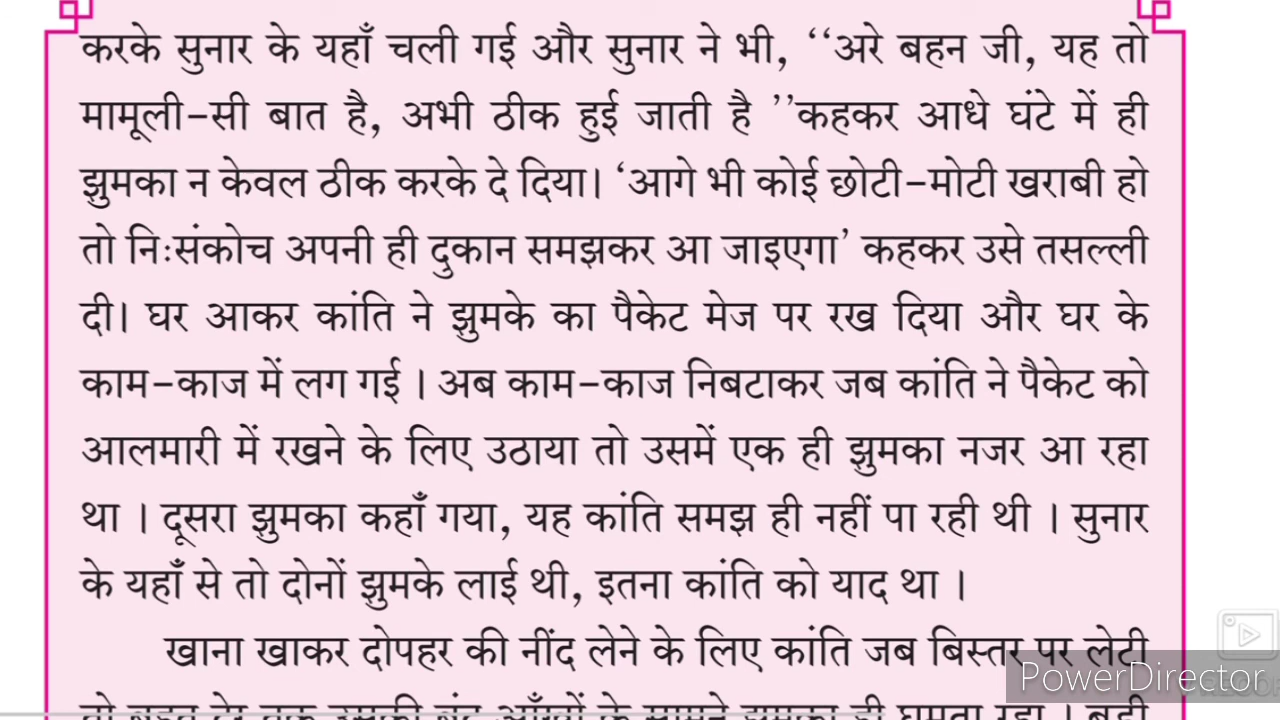 करके सुनार के यहाँ चली गई और सुनार ने भी, ‘‘अरे बहन जी, यह तो
मामूली-सी बात है, अभी ठीक हुई जाती है ’’कहकर आधे घंटे में ही
झुमका न केवल ठीक करके दे दिया। ‘आगे भी कोई छोटी-मोटी खराबी हो
तो निःसंकोच अपनी ही दुकान समझकर आ जाइएगा’ कहकर उसे तसल्ली
दी। घर आकर कांति ने झुमके का पैकेट मेज पर रख दिया और घर के
काम-काज में लग गई । अब काम-काज निबटाकर जब कांति ने पैकेट को
आलमारी में रखने के लिए उठाया तो उसमें एक ही झुमका नजर आ रहा
था । दूसरा झुमका कहाँ गया, यह कांति समझ ही नहीं पा रही थी । सुनार
के यहाँ से तो दोनों झुमके लाई थी, इतना कांति को याद था ।
खाना खाकर दोपहर की नींद लेने के लिए कांति जब बिस्तर पर लेटी
PowerDirector